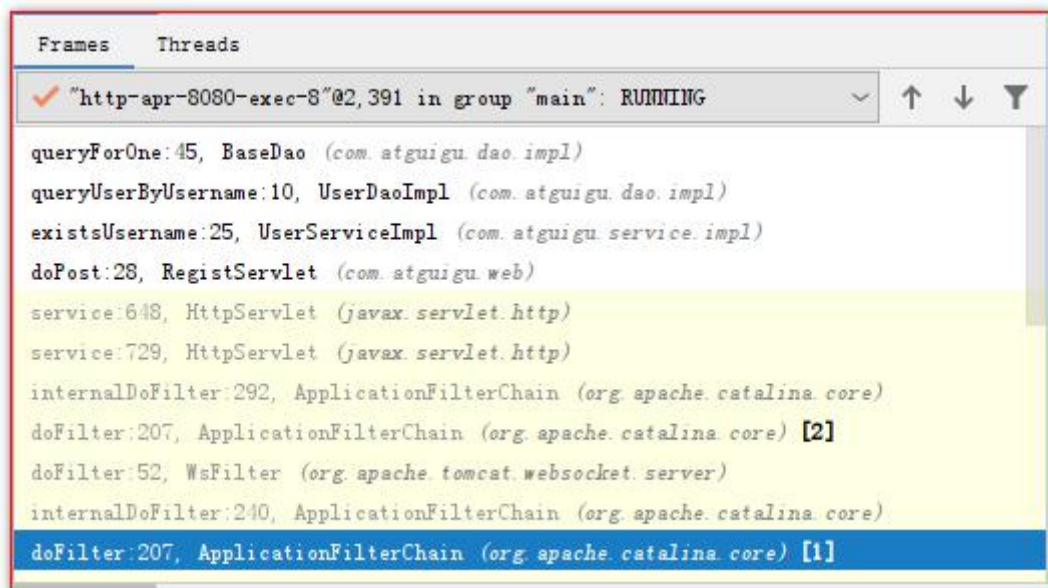 Frames Threads
"http-apr-8080-exec-8"@2,391 in group "main": RUNNING
queryForOne:45, BaseDao (com.atguigu.dao.impl)
queryUserByUsername:10, UserDaoImpl (com.atguigu.dao.impl)
existsUsername:25, UserServiceImpl (com.atguigu.service.impl)
doPost:28, RegistServlet (com.atguigu.web)
service:648, HttpServlet (javax.servlet.http)
service:729, HttpServlet (javax.servlet.http)
internalDoFilter:292, ApplicationFilterChain (org.apache.catalina.core)
doFilter:207, ApplicationFilterChain (org.apache.catalina.core) [2]
doFilter:52, WsFilter (org.apache.tomcat.websocket.server)
internalDoFilter:240, ApplicationFilterChain (org.apache.catalina.core)
doFilter:207, ApplicationFilterChain (org.apache.catalina.core) [1]